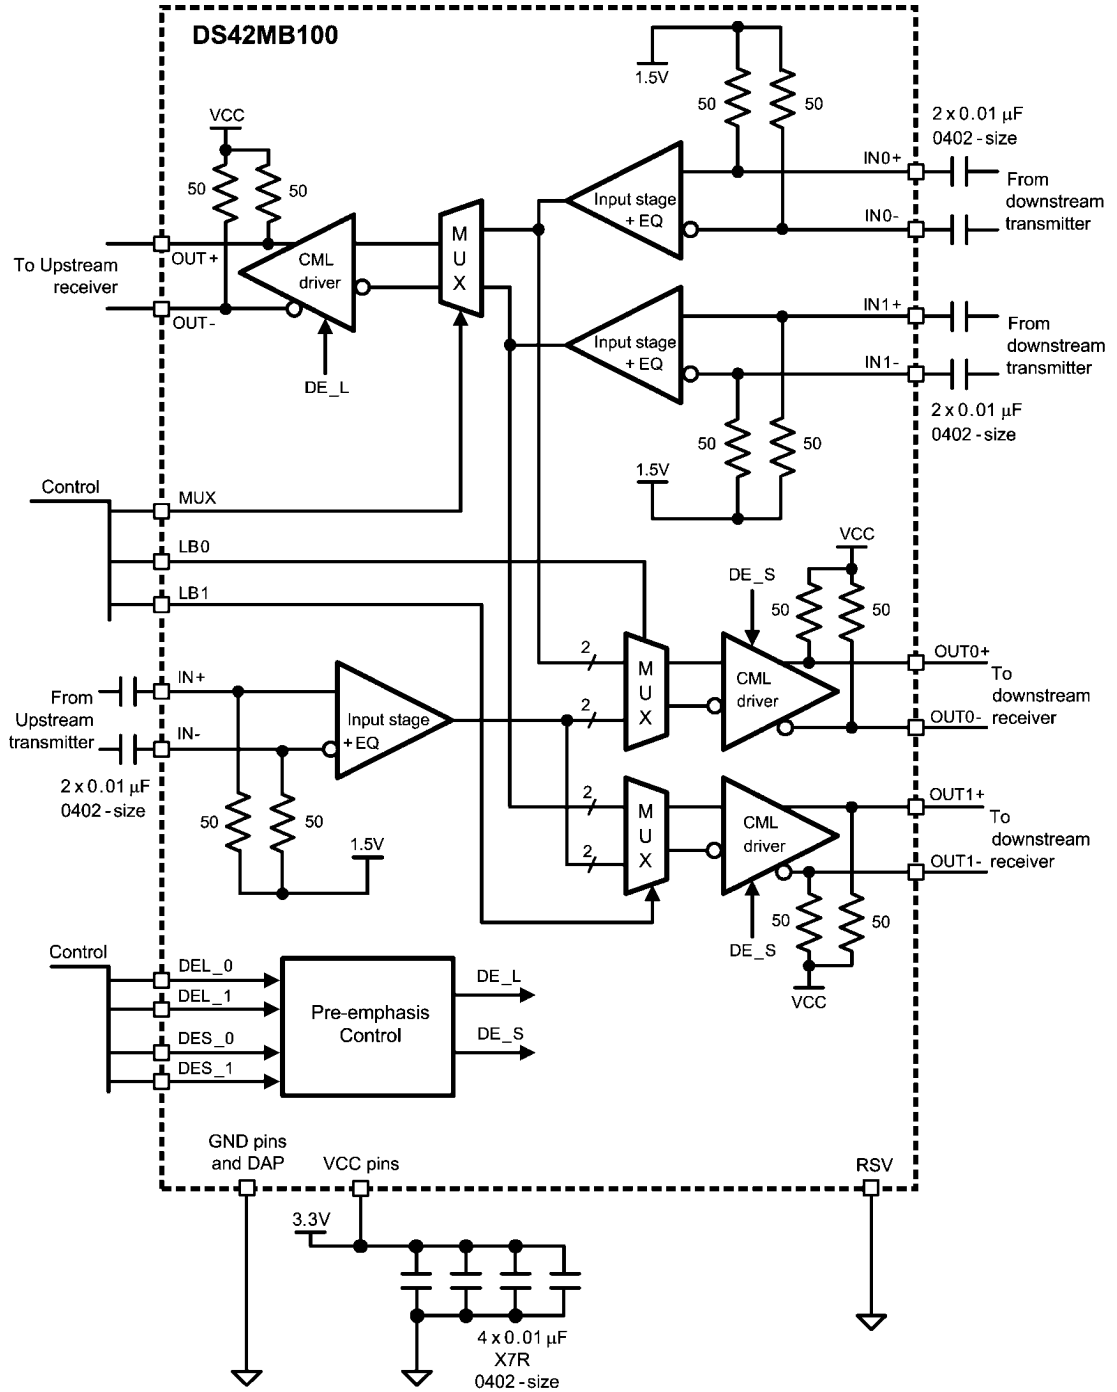 DS42MB100
1.5V
50
50
2 x 0.01 µF
0402 - size
VCC
50
50
IN0+
IN0-
From
downstream
transmitter
Input stage
+ EQ
MUX
OUT +
CML
driver
To Upstream
receiver
OUT -
DE_L
IN1+
IN1-
From
downstream
transmitter
Input stage
+ EQ
2 x 0.01 µF
0402 - size
50
50
1.5V
Control
MUX
LB0
LB1
VCC
DE_S
50
50
2
2
MUX
CML
driver
OUT0+
OUT0-
To
downstream
receiver
IN+
IN-
From
Upstream
transmitter
Input stage
+ EQ
2 x 0.01 µF
0402 - size
50
50
1.5V
2
2
MUX
CML
driver
OUT1+
OUT1-
To
downstream
receiver
50
50
DE_S
VCC
Control
DEL_0
DEL_1
DES_0
DES_1
Pre-emphasis
Control
DE_L
DE_S
GND pins
and DAP
VCC pins
RSV
3.3V
4 x 0.01 µF
X7R
0402 - size